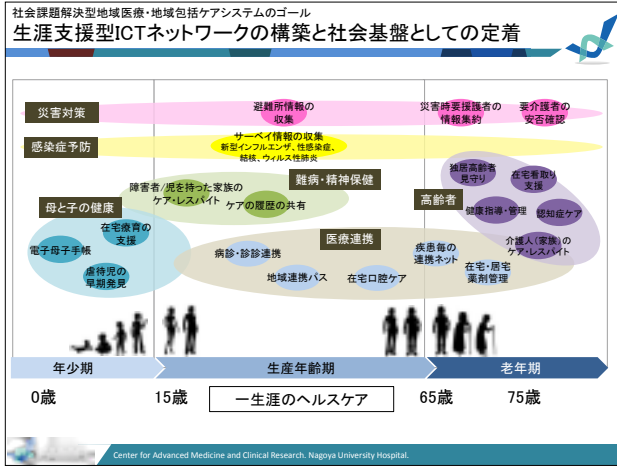 社会課題解決型地域医療・地域包括ケアシステムのゴール
生涯支援型ICTネットワークの構築と社会基盤としての定着
災害対策
避難所情報の
収集
災害時要援護者の
情報集約
要介護者の
安否確認
感染症予防
サーベイ情報の収集
新型インフルエンザ、性感染症、
結核、ウィルス性肺炎
難病・精神保健
障害者/児を持った家族の
ケア・レスパイト
ケアの履歴の共有
高齢者
独居高齢者
見守り
在宅看取り
支援
健康指導・管理
認知症ケア
介護人(家族)の
ケア・レスパイト
母と子の健康
在宅療育の
支援
電子母子手帳
虐待児の
早期発見
医療連携
病診・診診連携
地域連携パス
在宅口腔ケア
疾患毎の
連携ネット
在宅・居宅
薬剤管理
年少期
生産年齢期
老年期
0歳
15歳
一生涯のヘルスケア
65歳
75歳
Center for Advanced Medicine and Clinical Research. Nagoya University Hospital.